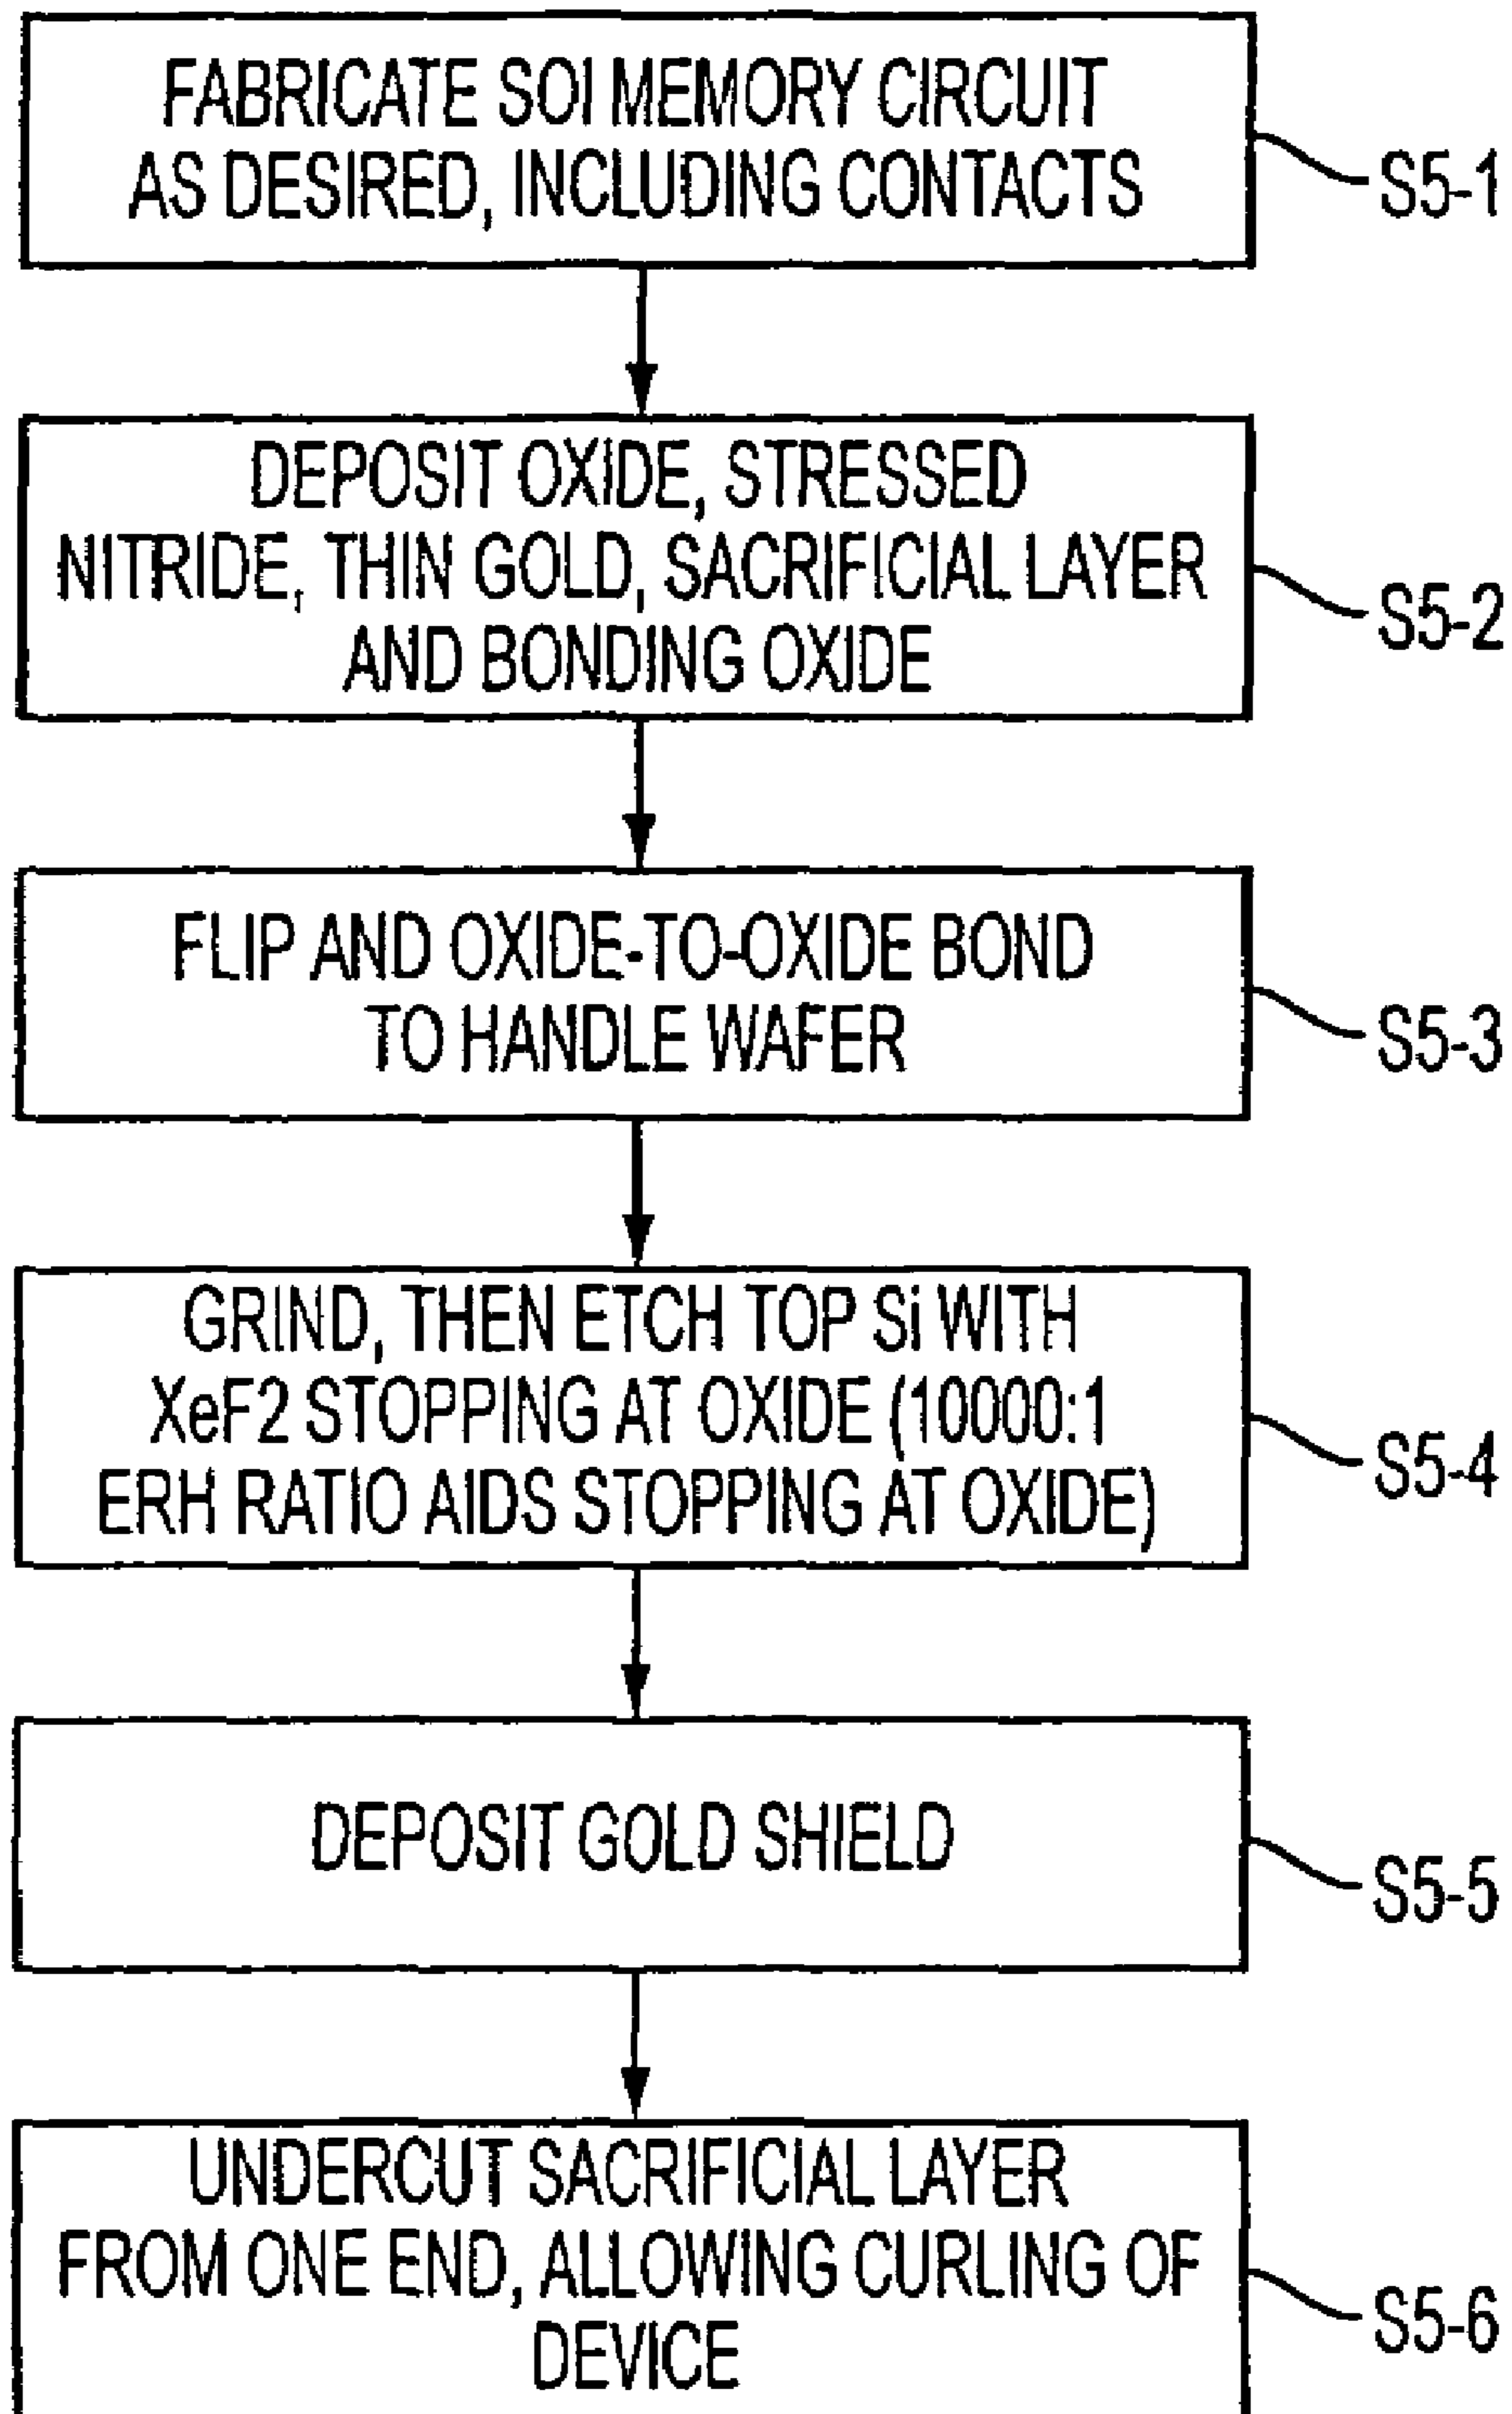 FABRICATE SOI MEMORY CIRCUIT
AS DESIRED, INCLUDING CONTACTS
S5-1
DEPOSIT OXIDE, STRESSED
NITRIDE, THIN GOLD, SACRIFICIAL LAYER
AND BONDING OXIDE
S5-2
FLIP AND OXIDE-TO-OXIDE BOND
TO HANDLE WAFER
S5-3
GRIND, THEN ETCH TOP Si WITH
XeF2 STOPPING AT OXIDE (10000:1
ERH RATIO AIDS STOPPING AT OXIDE)
S5-4
DEPOSIT GOLD SHIELD
S5-5
UNDERCUT SACRIFICIAL LAYER
FROM ONE END, ALLOWING CURLING OF
DEVICE
S5-6